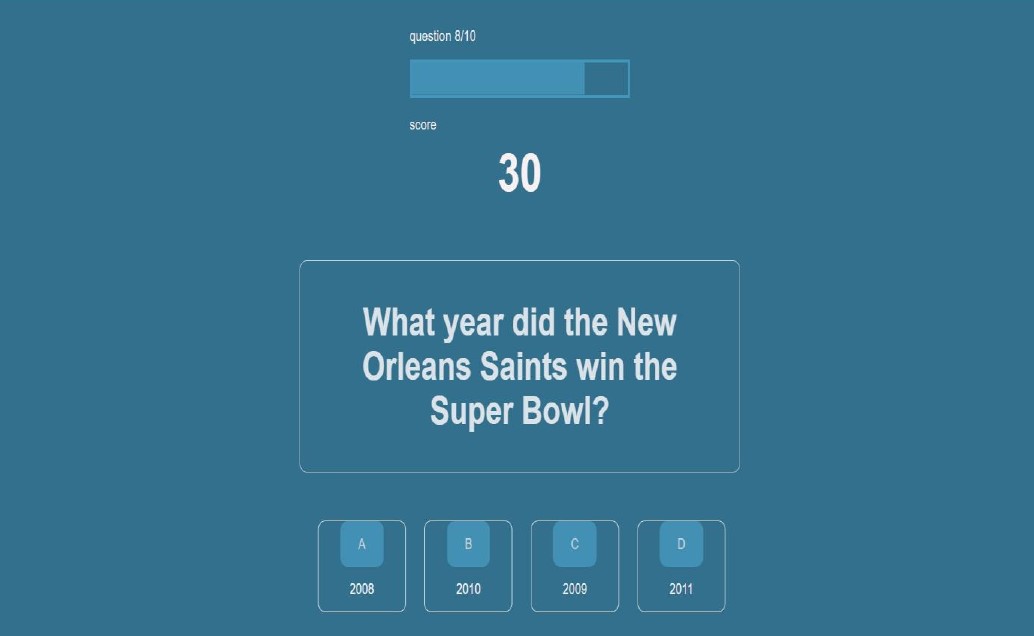 question 8/10
score
30
What year did the New
Orleans Saints win the
Super Bowl?
A
2008
B
2010
C
2009
D
2011